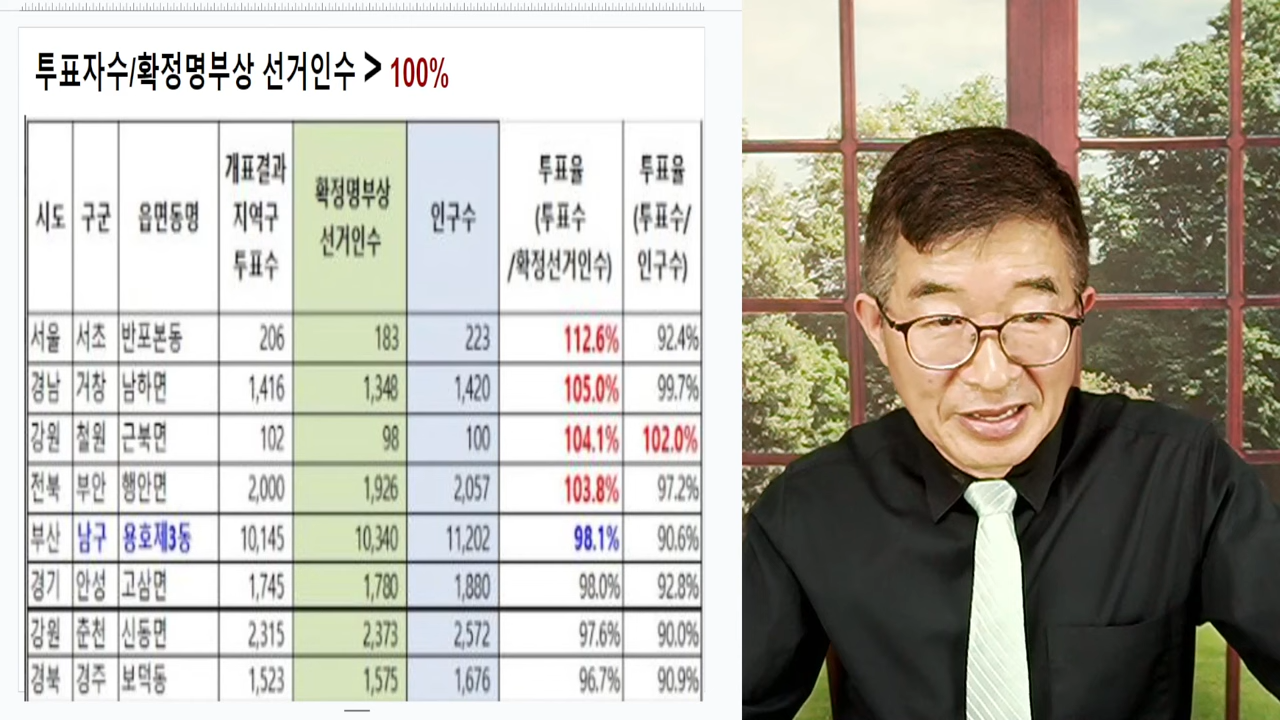 투표자수/확정명부상 선거인수 > 100%
시도 구군 읍면동명 개표결과 지역구 투표수 확정명부상 선거인수 인구수 투표율 (투표수 /확정선거인수) 투표율 (투표수/ 인구수)
서울 서초 반포본동 206 183 223 112.6% 92.4%
경남 거창 남하면 1,416 1,348 1,420 105.0% 99.7%
강원 철원 근북면 102 98 100 104.1% 102.0%
전북 부안 행안면 2,000 1,926 2,057 103.8% 97.2%
부산 남구 용호제3동 10,145 10,340 11,202 98.1% 90.6%
경기 안성 고삼면 1,745 1,780 1,880 98.0% 92.8%
강원 춘천 신동면 2,315 2,373 2,572 97.6% 90.0%
경북 경주 보덕동 1,523 1,575 1,676 96.7% 90.9%